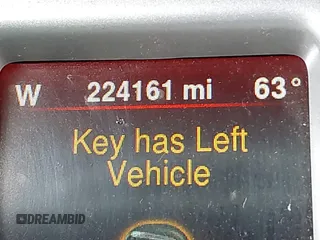 W 224161 mi 63°
Key has Left
Vehicle
DREAMBID